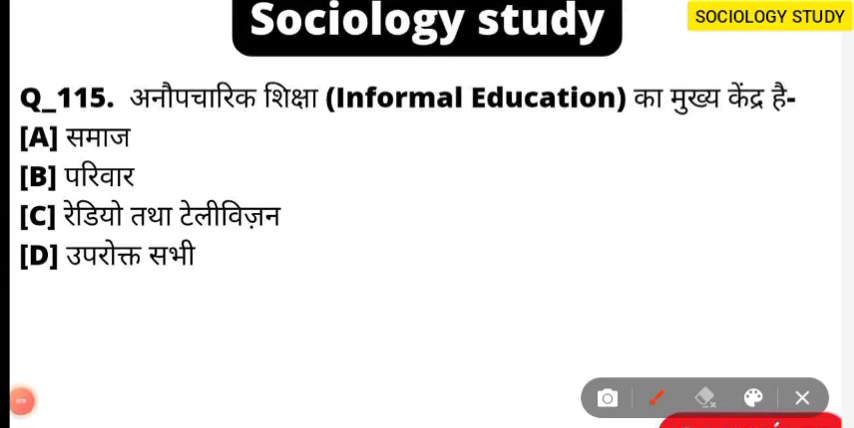 Sociology study
SOCIOLOGY STUDY
Q_115. अनौपचारिक शिक्षा (Informal Education) का मुख्य केंद्र है-
[A] समाज
[B] परिवार
[C] रेडियो तथा टेलीविज़न
[D] उपरोक्त सभी